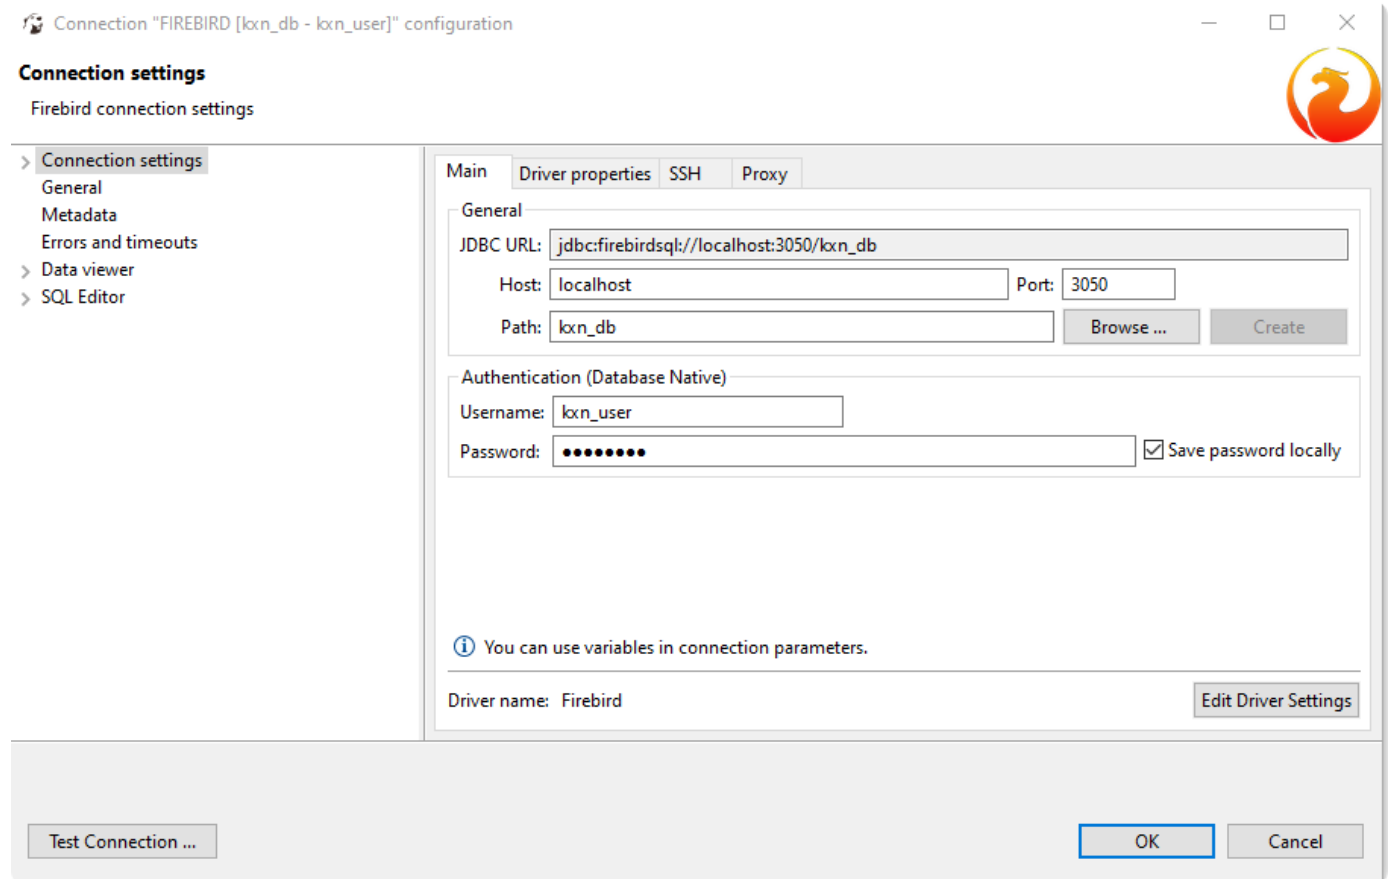 Connection "FIREBIRD [kxn_db - kxn_user]" configuration
Connection settings
Firebird connection settings
Connection settings
General
Metadata
Errors and timeouts
Data viewer
SQL Editor
Main Driver properties SSH Proxy
General
JDBC URL: jdbc:firebirdsql://localhost:3050/kxn_db
Host: localhost Port: 3050
Path: kxn_db Browse ... Create
Authentication (Database Native)
Username: kxn_user
Password: ●●●●●●●● Save password locally
You can use variables in connection parameters.
Driver name: Firebird Edit Driver Settings
Test Connection ... OK Cancel